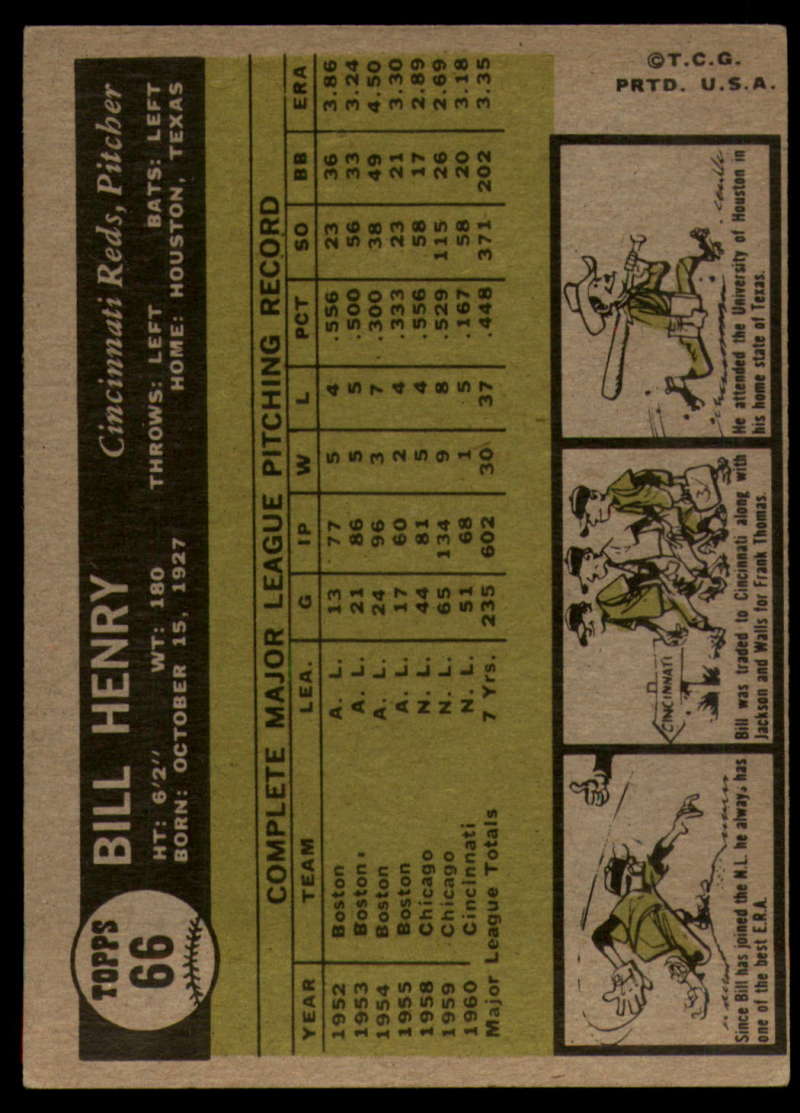 TOPPS
66
BILL HENRY
Cincinnati Reds, Pitcher
HT: 6'2" WT: 180 THROWS: LEFT BATS: LEFT
BORN: OCTOBER 15, 1927 HOME: HOUSTON, TEXAS
COMPLETE MAJOR LEAGUE PITCHING RECORD
YEAR TEAM LEA. G IP W L PCT SO BB ERA
1952 Boston A. L. 13 77 5 4 .556 23 36 3.86
1953 Boston A. L. 21 86 5 5 .500 56 33 3.24
1954 Boston A. L. 24 96 3 7 .300 38 49 4.50
1955 Boston A. L. 17 60 2 4 .333 23 21 3.30
1958 Chicago N. L. 44 81 5 4 .556 58 17 2.89
1959 Chicago N. L. 65 134 9 8 .529 115 26 2.69
1960 Cincinnati N. L. 51 68 1 5 .167 58 20 3.18
Major League Totals 7 Yrs. 235 602 30 37 .448 371 202 3.35
Since Bill has joined the N.L. he always has
one of the best E.R.A.
CINCINNATI
Bill was traded to Cincinnati along with
Jackson and Walls for Frank Thomas.
He attended the University of Houston in
his home state of Texas.
©T.C.G.
PRTD. U.S.A.